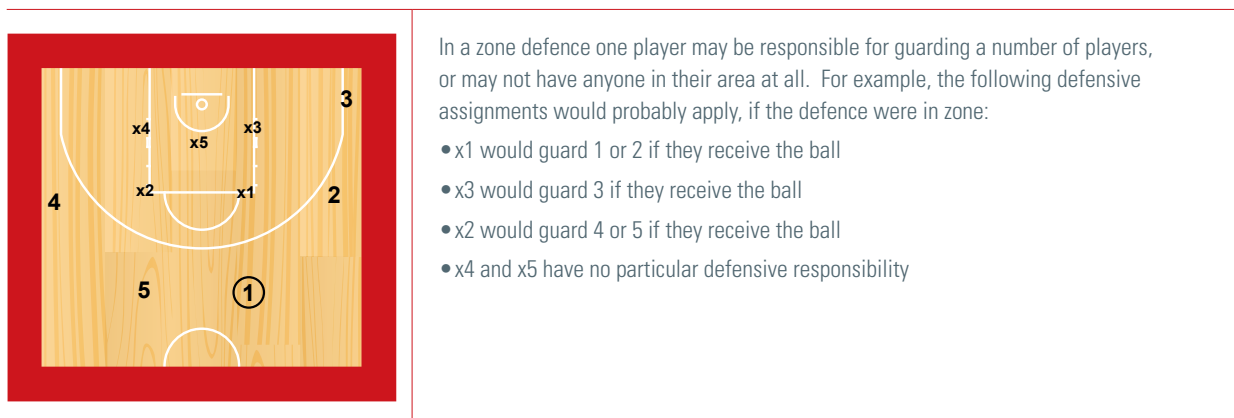 3
x4
x3
x5
x2
x1
4
2
5
1
In a zone defence one player may be responsible for guarding a number of players,
or may not have anyone in their area at all. For example, the following defensive
assignments would probably apply, if the defence were in zone:
• x1 would guard 1 or 2 if they receive the ball
• x3 would guard 3 if they receive the ball
• x2 would guard 4 or 5 if they receive the ball
• x4 and x5 have no particular defensive responsibility